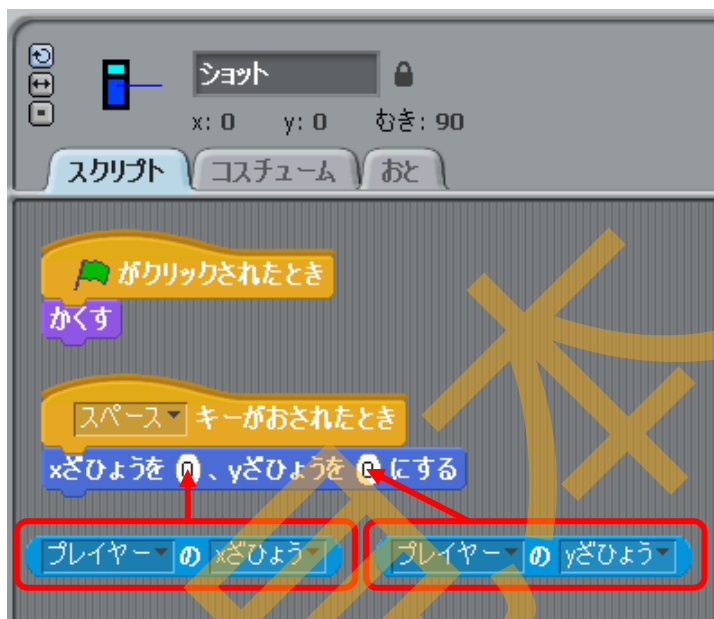 ショット
x: 0 y: 0 むき: 90
スクリプト コスチューム おと
がクリックされたとき
かくす
スペース キーがおされたとき
xざひょうを 0 、yざひょうを 0 にする
プレイヤー の xざひょう プレイヤー の yざひょう